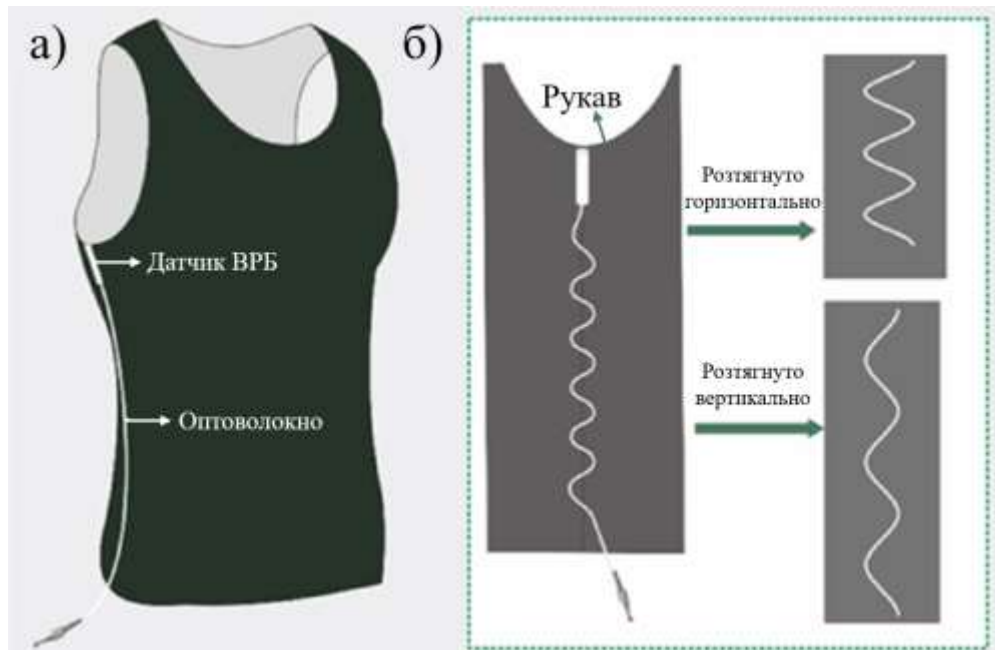 а)
Датчик ВРБ
Оптоволокно
б)
Рукав
Розтягнуто
горизонтально
Розтягнуто
вертикально